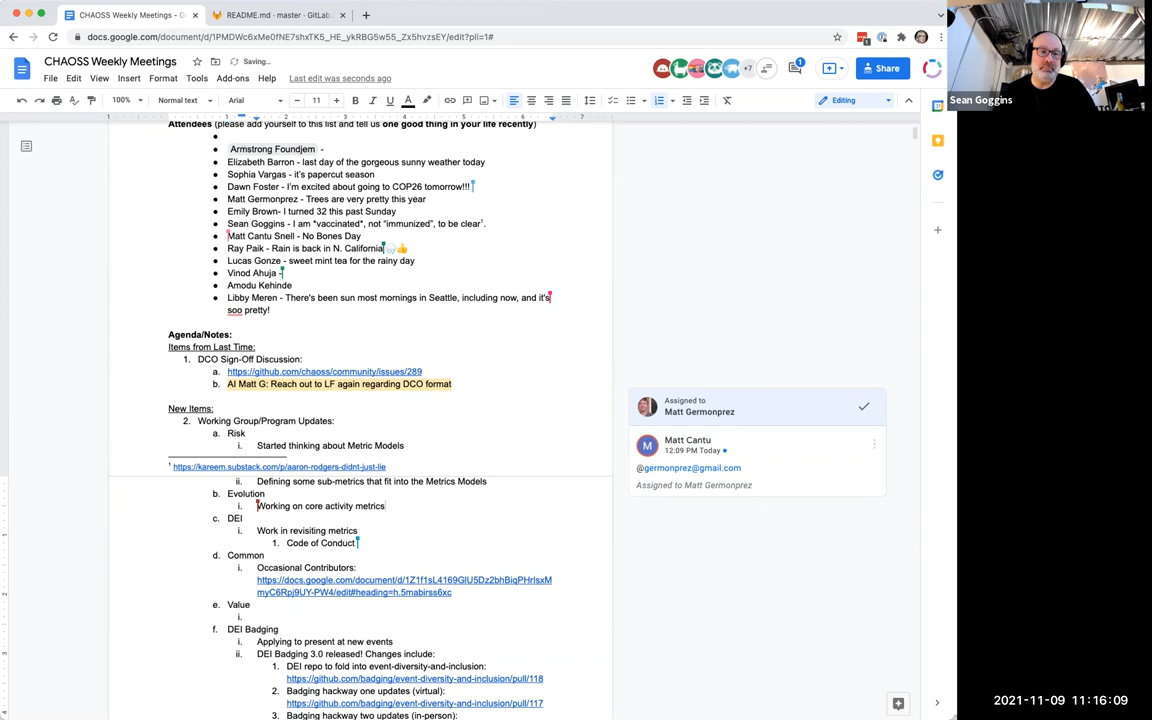 CHAOSS Weekly Meetings - G
README.md · master · GitLab
docs.google.com/document/d/1PMDWc6xMe0fNE7shxTK5_HE_ykRBG5w55_Zx5hvzsEY/edit?pli=1#
CHAOSS Weekly Meetings
Saving...
File Edit View Insert Format Tools Add-ons Help Last edit was seconds ago
+7
1
Share
Sean Goggins
100% Normal text Arial 11 Editing
Attendees (please add yourself to this list and tell us one good thing in your life recently)
Armstrong Foundjem -
Elizabeth Barron - last day of the gorgeous sunny weather today
Sophia Vargas - it's papercut season
Dawn Foster - I'm excited about going to COP26 tomorrow!!!
Matt Germonprez - Trees are very pretty this year
Emily Brown- I turned 32 this past Sunday
Sean Goggins - I am *vaccinated*, not "immunized", to be clear¹.
Matt Cantu Snell - No Bones Day
Ray Paik - Rain is back in N. California 🌧️👍
Lucas Gonze - sweet mint tea for the rainy day
Vinod Ahuja -
Amodu Kehinde
Libby Meren - There's been sun most mornings in Seattle, including now, and it's
soo pretty!
Agenda/Notes:
Items from Last Time:
1. DCO Sign-Off Discussion:
a. https://github.com/chaoss/community/issues/289
b. AI Matt G: Reach out to LF again regarding DCO format
New Items:
2. Working Group/Program Updates:
a. Risk
i. Started thinking about Metric Models
¹ https://kareem.substack.com/p/aaron-rodgers-didnt-just-lie
ii. Defining some sub-metrics that fit into the Metrics Models
b. Evolution
i. Working on core activity metrics
c. DEI
i. Work in revisiting metrics
1. Code of Conduct
d. Common
i. Occasional Contributors:
https://docs.google.com/document/d/1Z1f1sL4169GlU5Dz2bhBiqPHrlsxM
myC6Rpj9UY-PW4/edit#heading=h.5mabirss6xc
e. Value
i.
f. DEI Badging
i. Applying to present at new events
ii. DEI Badging 3.0 released! Changes include:
1. DEI repo to fold into event-diversity-and-inclusion:
https://github.com/badging/event-diversity-and-inclusion/pull/118
2. Badging hackway one updates (virtual):
https://github.com/badging/event-diversity-and-inclusion/pull/117
3. Badging hackway two updates (in-person):
Assigned to
Matt Germonprez
M
Matt Cantu
12:09 PM Today
@germonprez@gmail.com
Assigned to Matt Germonprez
2021-11-09 11:16:09